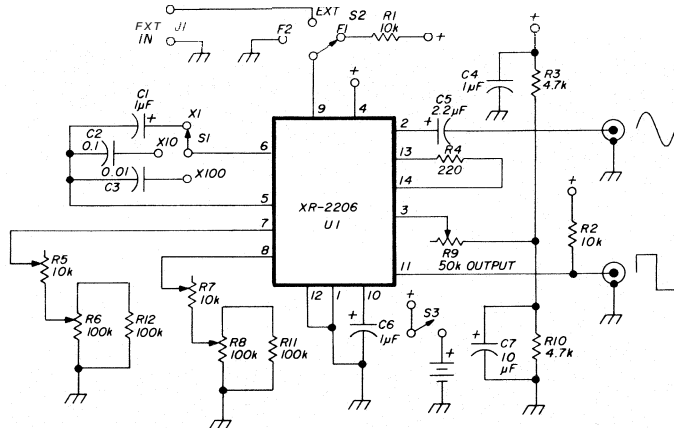 EXT S2
EXT J1
IN
F2
F1
R1
10k
+
+
C4
1µF
R3
4.7k
C1
1µF
+
X1
C2
0.1
X10
S1
0.01
C3
X100
9
4
+
6
5
7
8
XR-2206
U1
12
1
10
2
13
14
3
11
C5
2.2µF
+
R4
220
R9
50k OUTPUT
+
R2
10k
R5
10k
R6
100k
R12
100k
R7
10k
R8
100k
R11
100k
+
C6
1µF
+
S3
+
+
C7
10
µF
R10
4.7k